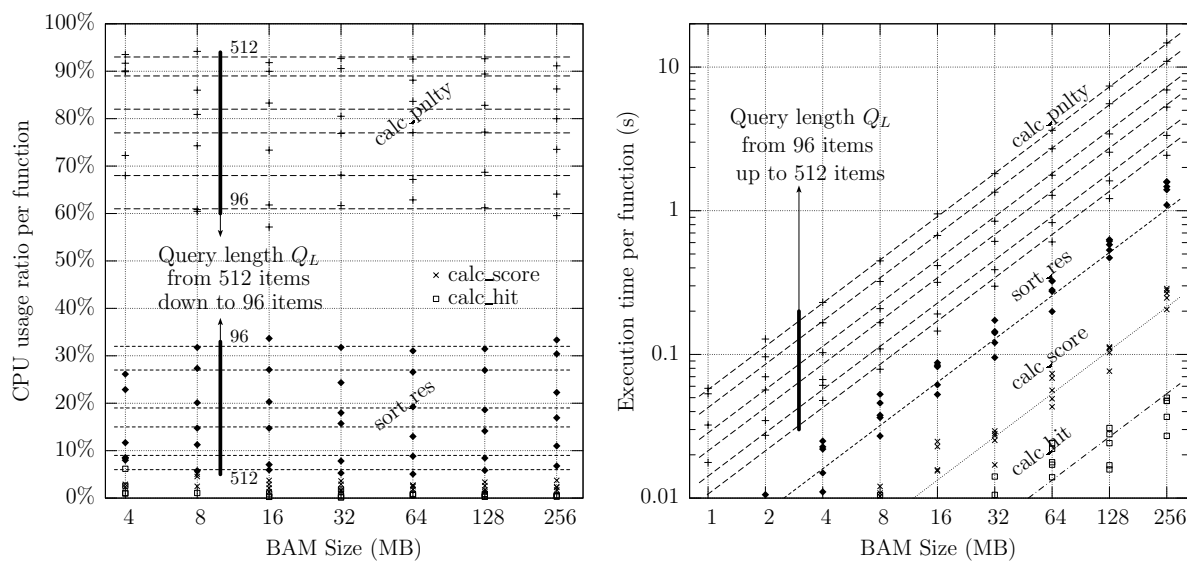 100%
90%
80%
70%
60%
50%
40%
30%
20%
10%
0%
CPU usage ratio per function
512
calc_pnlty
96
Query length Q_L
from 512 items
down to 96 items
calc_score
calc_hit
96
sort_res
512
4 8 16 32 64 128 256
BAM Size (MB)
10
1
0.1
0.01
Execution time per function (s)
calc_pnlty
Query length Q_L
from 96 items
up to 512 items
sort_res
calc_score
calc_hit
1 2 4 8 16 32 64 128 256
BAM Size (MB)